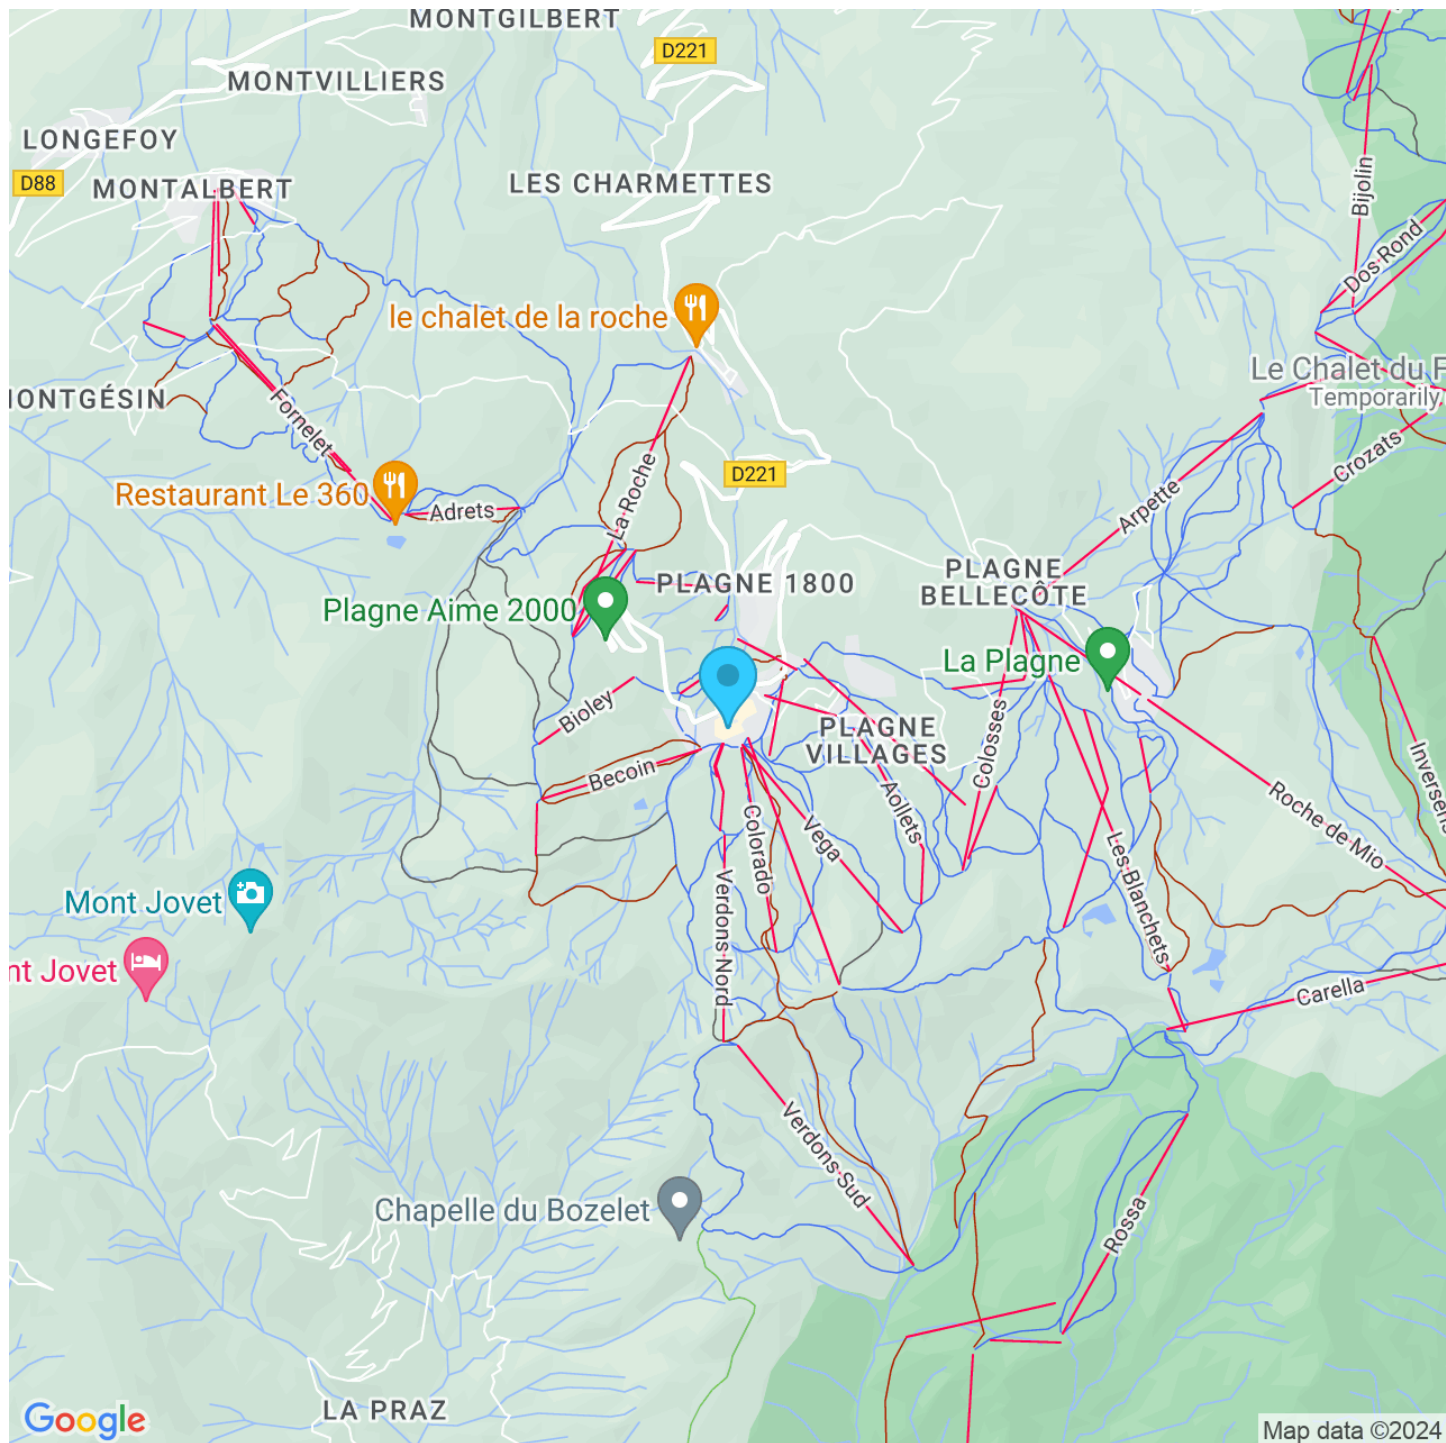 MONTGILBERT
D221
MONTVILLIERS
LONGEFOY
D88
MONTALBERT
LES CHARMETTES
Bijolin
Dos Rond
le chalet de la roche
Le Chalet du F
Temporarily
IONTGÉSIN
Fornelet
Crozats
La Roche
D221
Restaurant Le 360
Adrets
Arpette
PLAGNE 1800
PLAGNE
BELLECÔTE
Plagne Aime 2000
La Plagne
Bioley
PLAGNE
VILLAGES
Colosses
Becoin
Aollets
Inversens
Roche de Mio
Colorado
Vega
Les Blanchets
Mont Jovet
Verdons Nord
nt Jovet
Carella
Verdons Sud
Chapelle du Bozelet
Rossa
LA PRAZ
Google
Map data ©2024